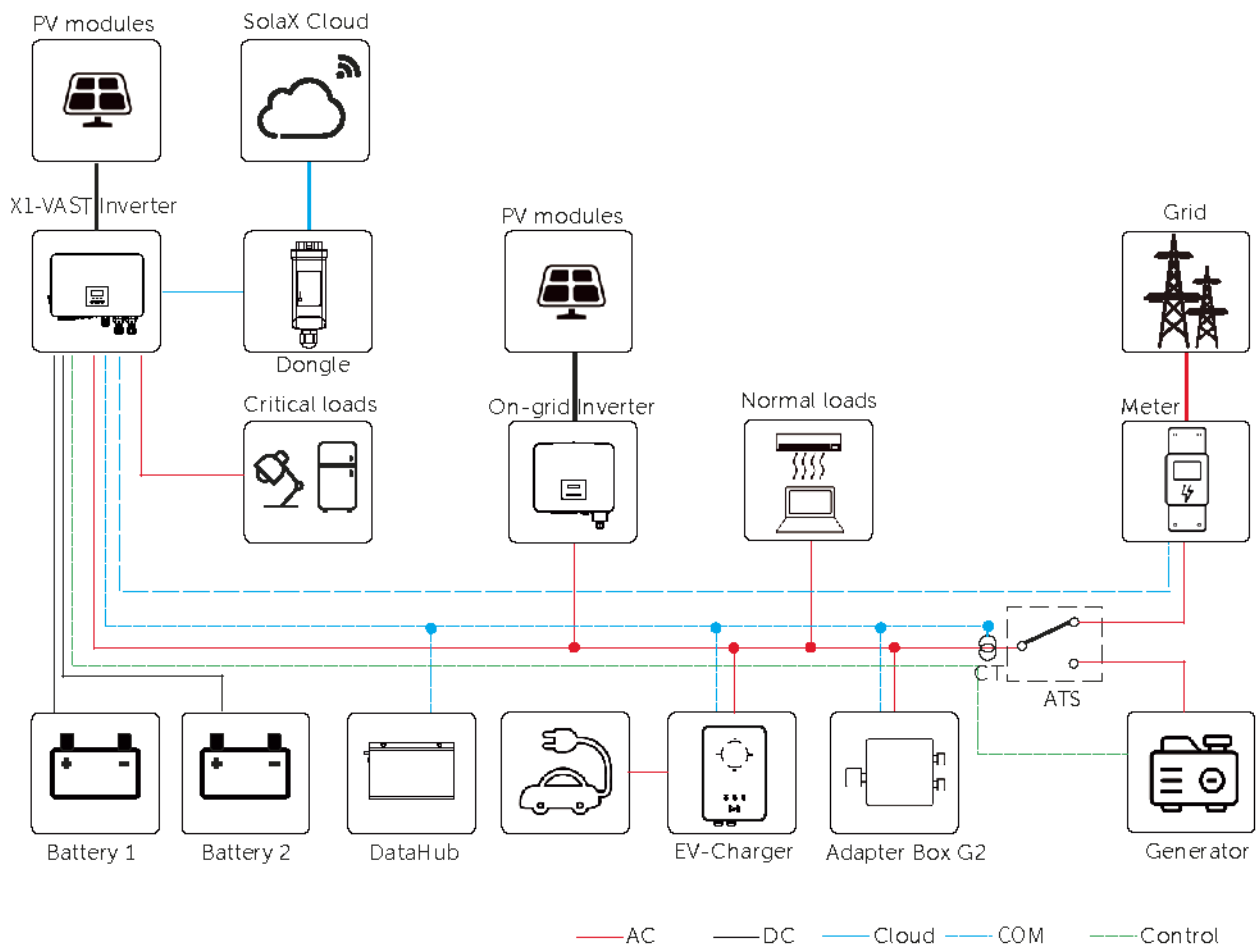 PV modules
SolaX Cloud
X1-VAST Inverter
PV modules
Grid
Dongle
Critical loads
On-grid Inverter
Normal loads
Meter
CT
ATS
+ -
+ -
Battery 1
Battery 2
DataHub
EV-Charger
Adapter Box G2
Generator
AC
DC
Cloud
COM
Control